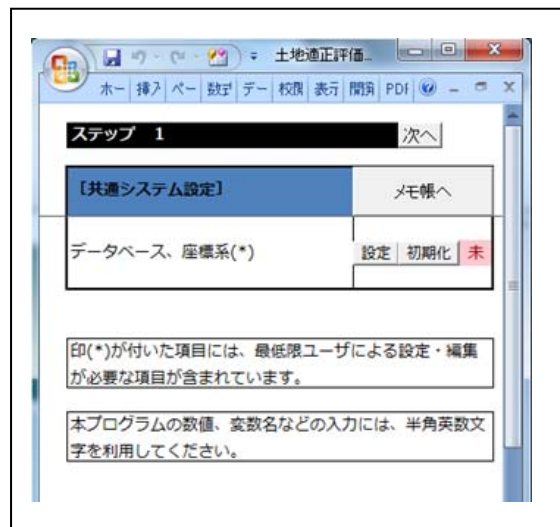 土地適正評価...
ホー 挿入 ペー 数式 デー 校閲 表示 開発 PDF
ステップ 1 次へ
[共通システム設定] メモ帳へ
データベース、座標系(*) 設定 初期化 未
印(*)が付いた項目には、最低限ユーザによる設定・編集
が必要な項目が含まれています。
本プログラムの数値、変数名などの入力には、半角英数文
字を利用してください。